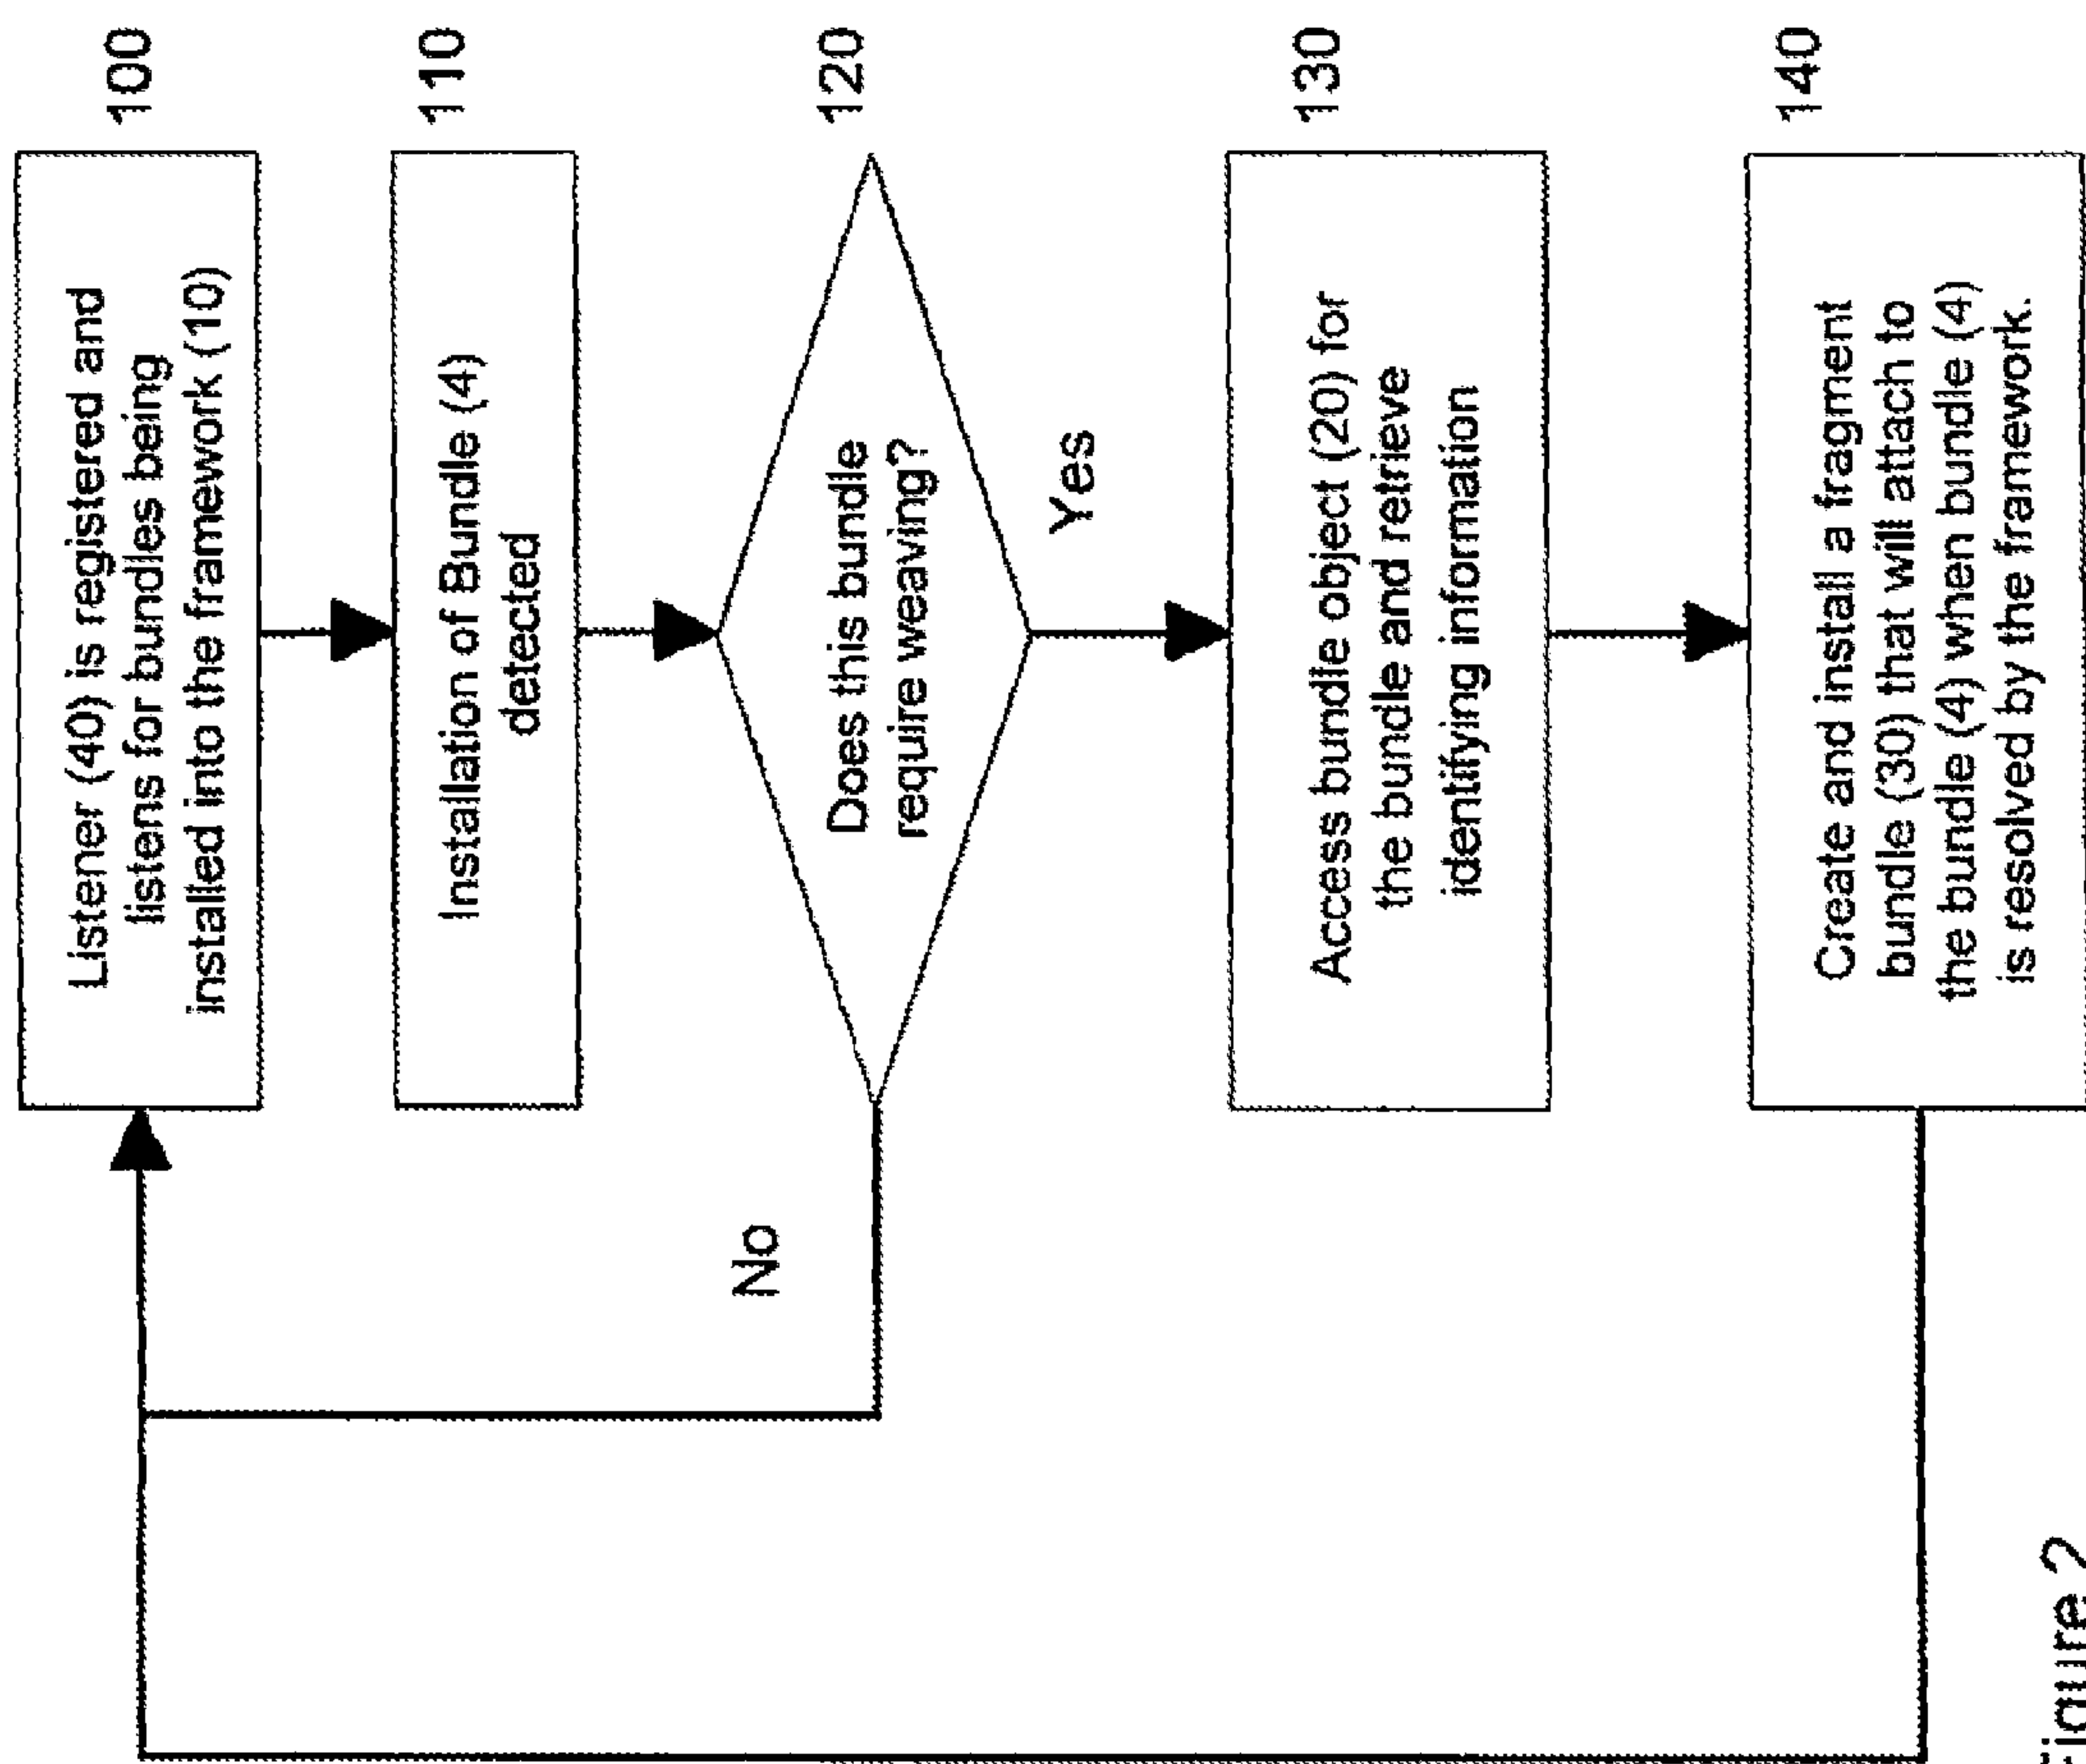 Listener (40) is registered and
listens for bundles being
installed into the framework (10)
100
Installation of Bundle (4)
detected
110
Does this bundle
require weaving?
120
No
Yes
Access bundle object (20) for
the bundle and retrieve
identifying information
130
Create and install a fragment
bundle (30) that will attach to
the bundle (4) when bundle (4)
is resolved by the framework.
140
igure 2